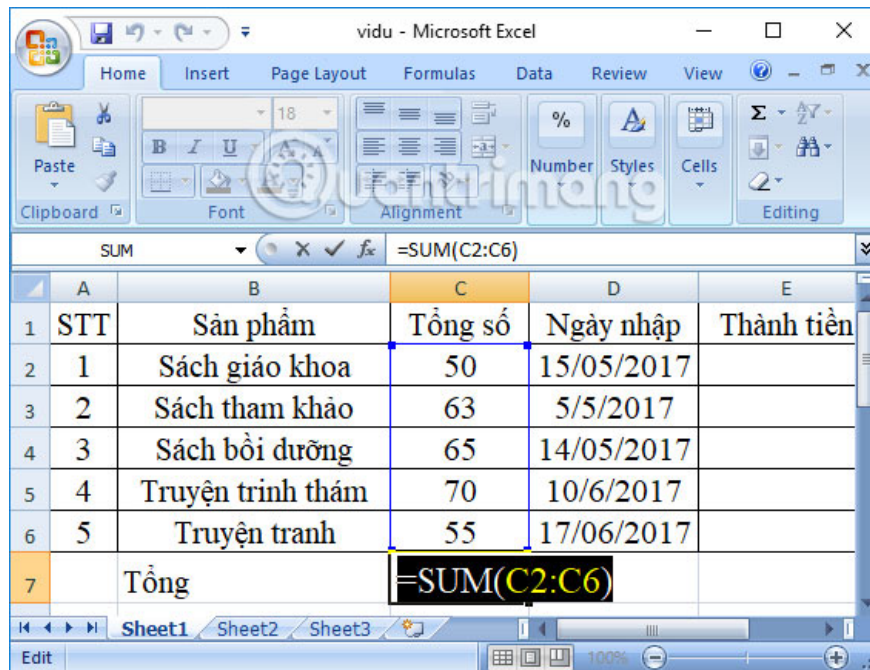 vidu - Microsoft Excel
Home Insert Page Layout Formulas Data Review View
18
Paste B I U A A % Number Styles Cells Σ
Clipboard Font Alignment Editing
Quantrimang
SUM fx =SUM(C2:C6)
A B C D E
1 STT Sản phẩm Tổng số Ngày nhập Thành tiền
2 1 Sách giáo khoa 50 15/05/2017
3 2 Sách tham khảo 63 5/5/2017
4 3 Sách bồi dưỡng 65 14/05/2017
5 4 Truyện trinh thám 70 10/6/2017
6 5 Truyện tranh 55 17/06/2017
7 Tổng =SUM(C2:C6)
Sheet1 Sheet2 Sheet3
Edit 100%